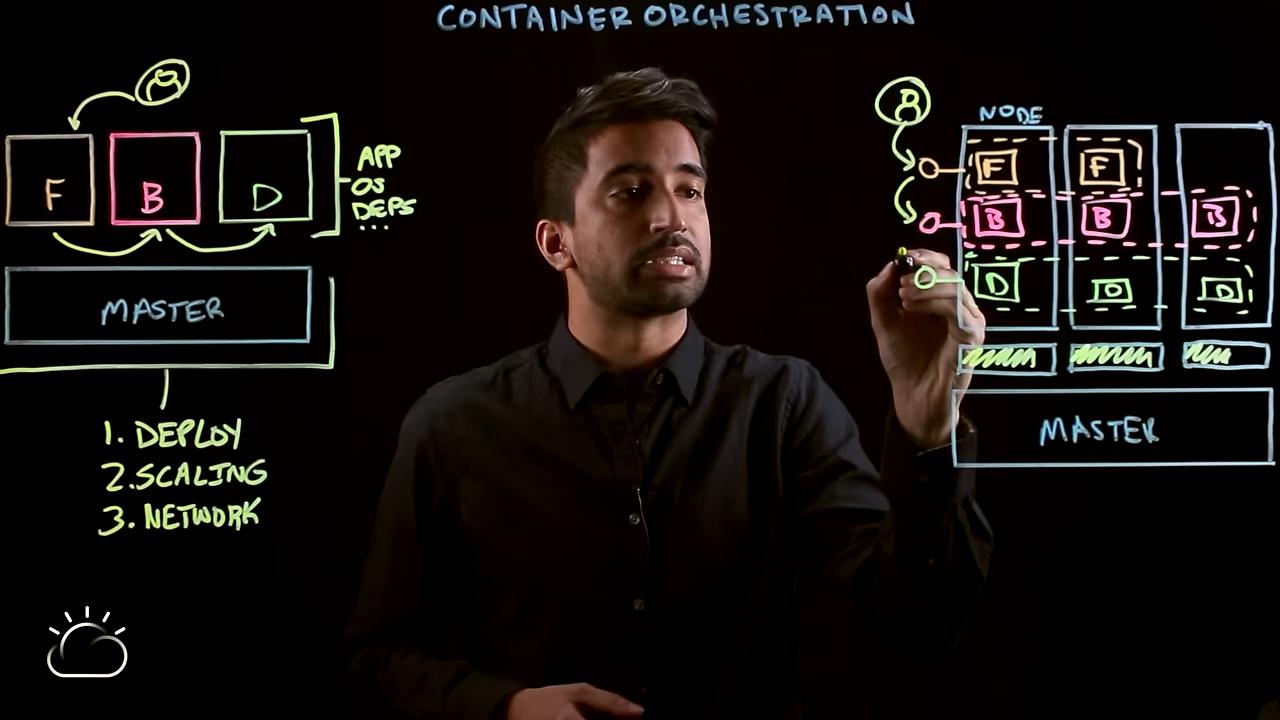 CONTAINER ORCHESTRATION
F B D
APP
OS
DEPS
...
MASTER
1. DEPLOY
2. SCALING
3. NETWORK
NODE
F F
B B B
D D D
MASTER